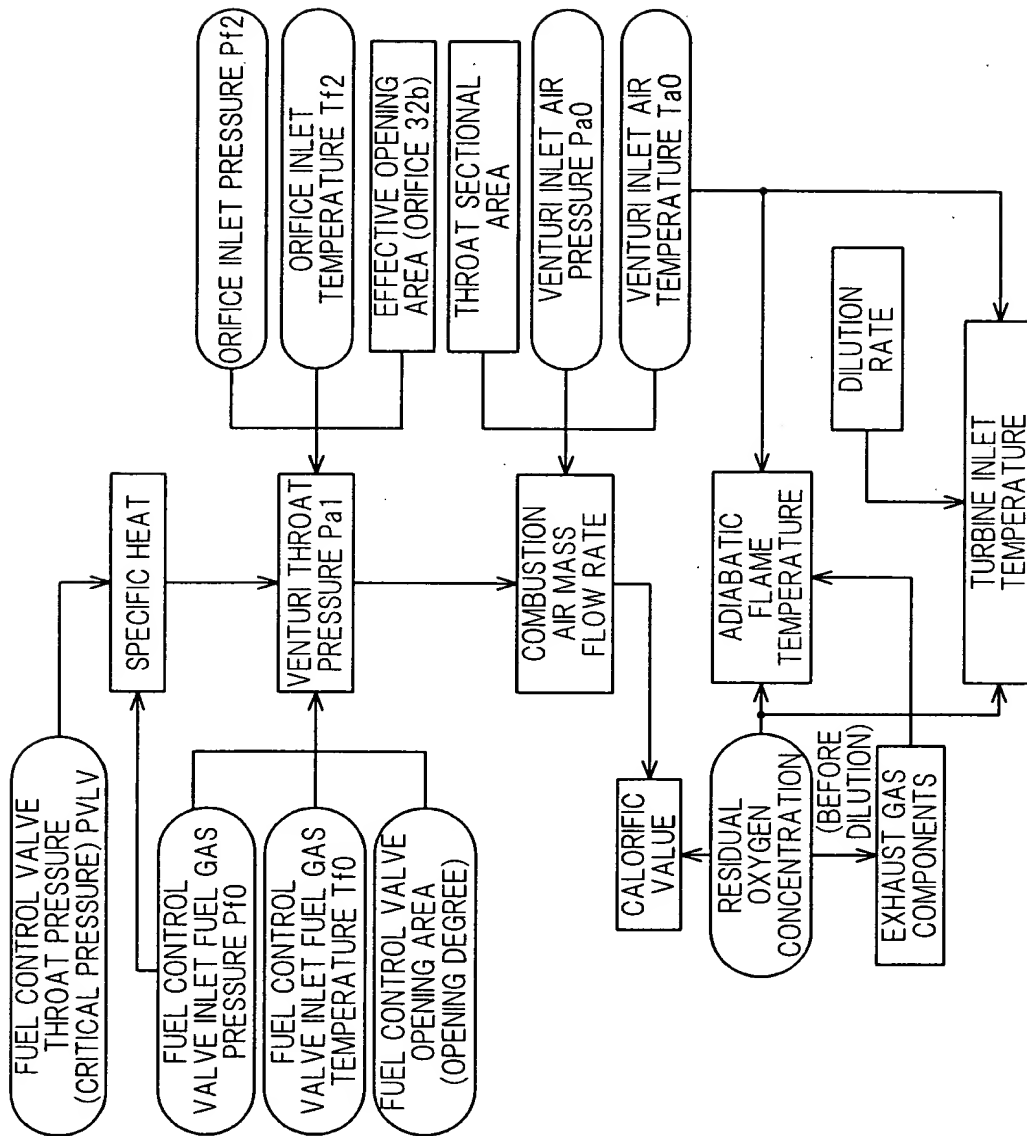 FUEL CONTROL VALVE
THROAT PRESSURE
(CRITICAL PRESSURE) PVLV
FUEL CONTROL
VALVE INLET FUEL GAS
PRESSURE Pf0
FUEL CONTROL
VALVE INLET FUEL GAS
TEMPERATURE Tf0
FUEL CONTROL VALVE
OPENING AREA
(OPENING DEGREE)
SPECIFIC HEAT
VENTURI THROAT
PRESSURE Pa1
ORIFICE INLET PRESSURE Pf2
ORIFICE INLET
TEMPERATURE Tf2
EFFECTIVE OPENING
AREA (ORIFICE 32b)
THROAT SECTIONAL
AREA
VENTURI INLET AIR
PRESSURE Pa0
VENTURI INLET AIR
TEMPERATURE Ta0
COMBUSTION
AIR MASS
FLOW RATE
CALORIFIC
VALUE
RESIDUAL
OXYGEN
CONCENTRATION
(BEFORE
DILUTION)
EXHAUST GAS
COMPONENTS
ADIABATIC
FLAME
TEMPERATURE
DILUTION
RATE
TURBINE INLET
TEMPERATURE